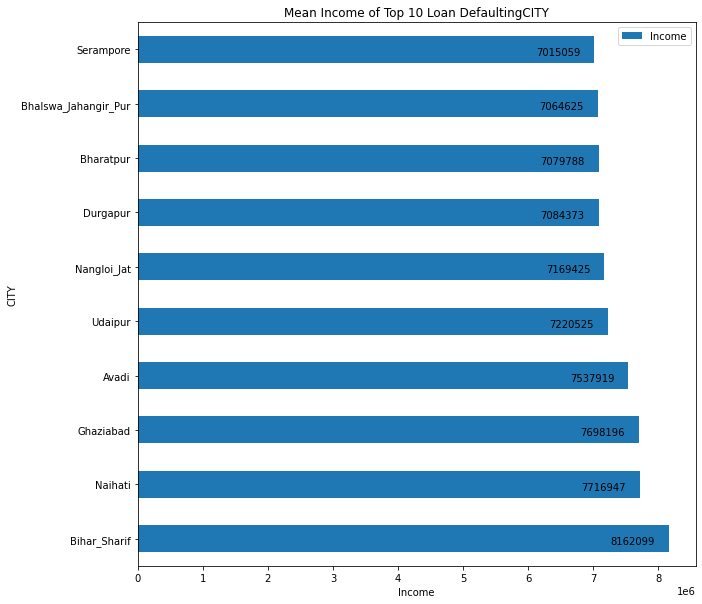 Mean Income of Top 10 Loan DefaultingCITY
Income
Serampore 7015059
Bhalswa_Jahangir_Pur 7064625
Bharatpur 7079788
Durgapur 7084373
Nangloi_Jat 7169425
CITY
Udaipur 7220525
Avadi 7537919
Ghaziabad 7698196
Naihati 7716947
Bihar_Sharif 8162099
0 1 2 3 4 5 6 7 8
1e6
Income